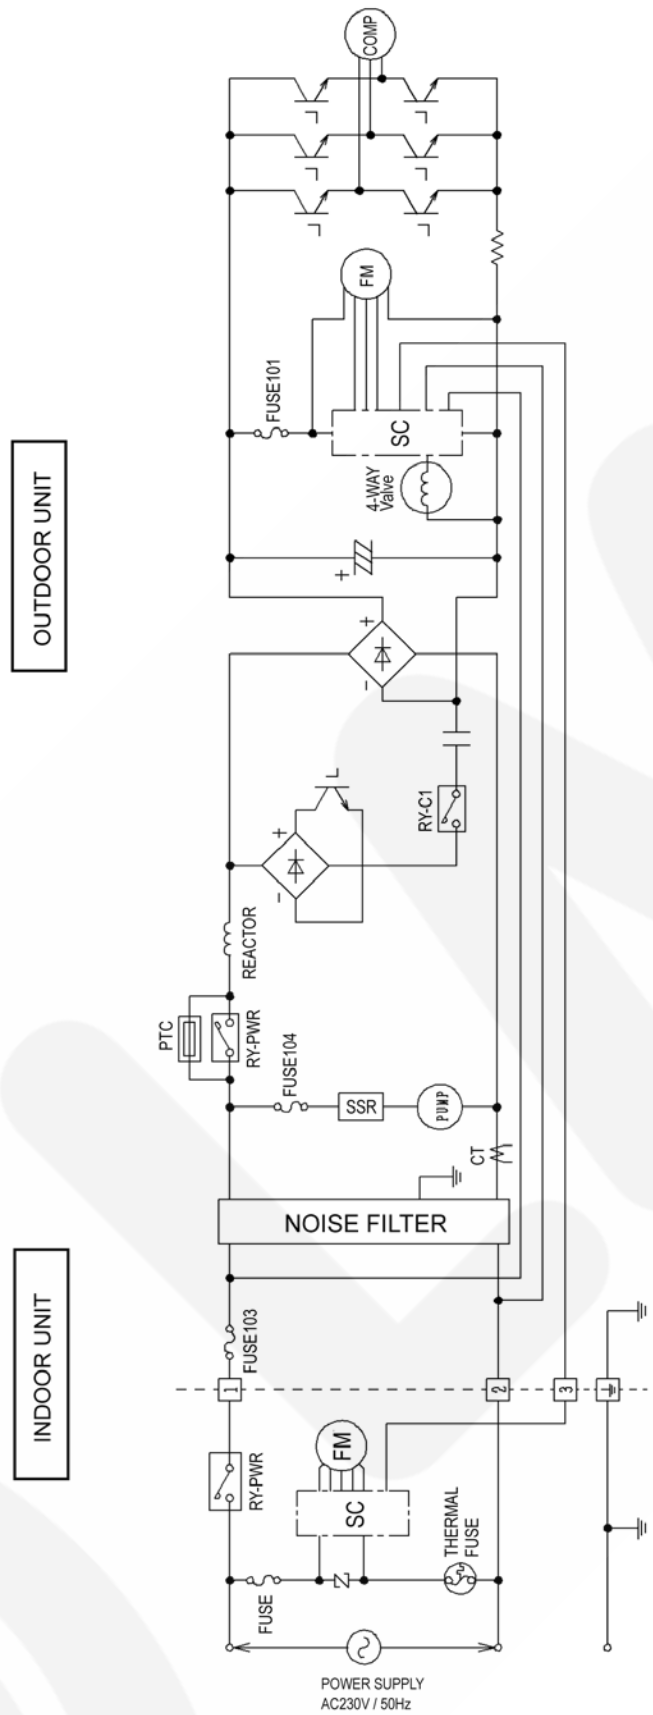 COMP
FM
FUSE101
SC
4-WAY
Valve
OUTDOOR UNIT
+
+
-
RY-C1
+
-
REACTOR
PTC
RY-PWR
FUSE104
SSR
PUMP
CT
NOISE FILTER
INDOOR UNIT
FUSE103
1
2
3
RY-PWR
FM
SC
THERMAL
FUSE
FUSE
POWER SUPPLY
AC230V / 50Hz